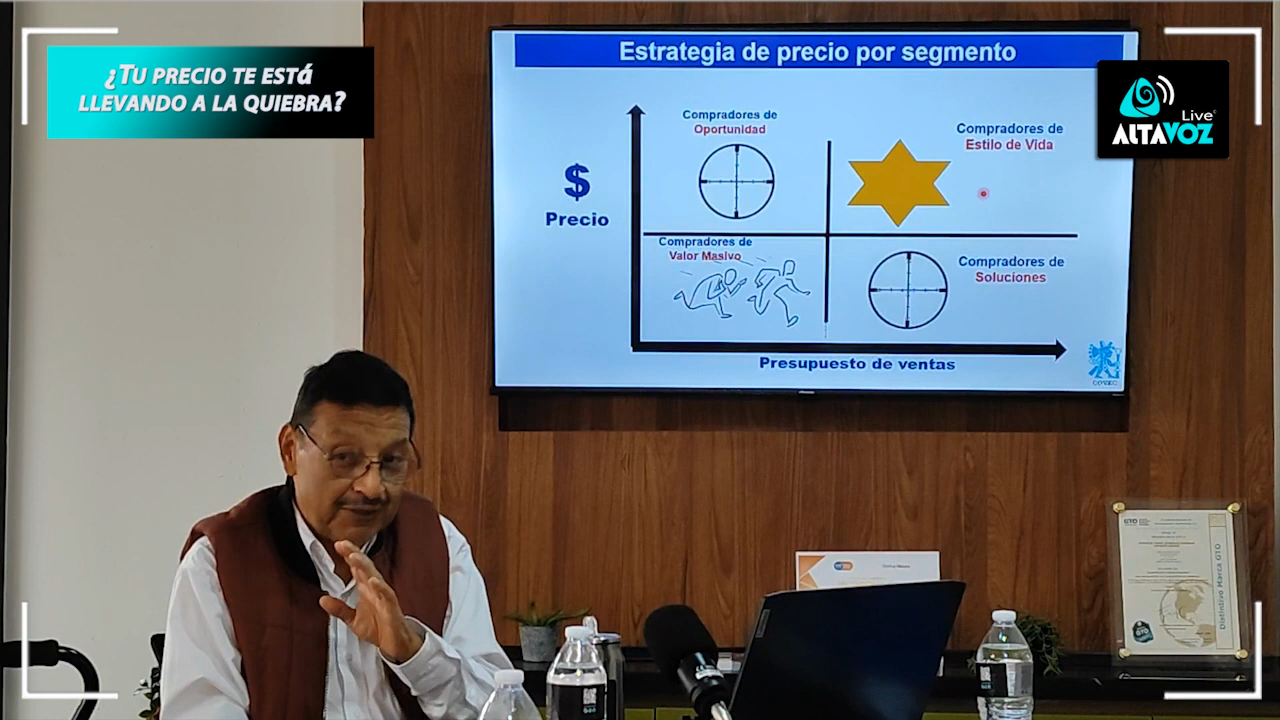 ¿Tu precio te está
llevando a la quiebra?
Estrategia de precio por segmento
Live
ALTAVOZ
Compradores de
Oportunidad
Compradores de
Estilo de Vida
$
Precio
Compradores de
Valor Masivo
Compradores de
Soluciones
Presupuesto de ventas
GTO
Distintivo Marca GTO